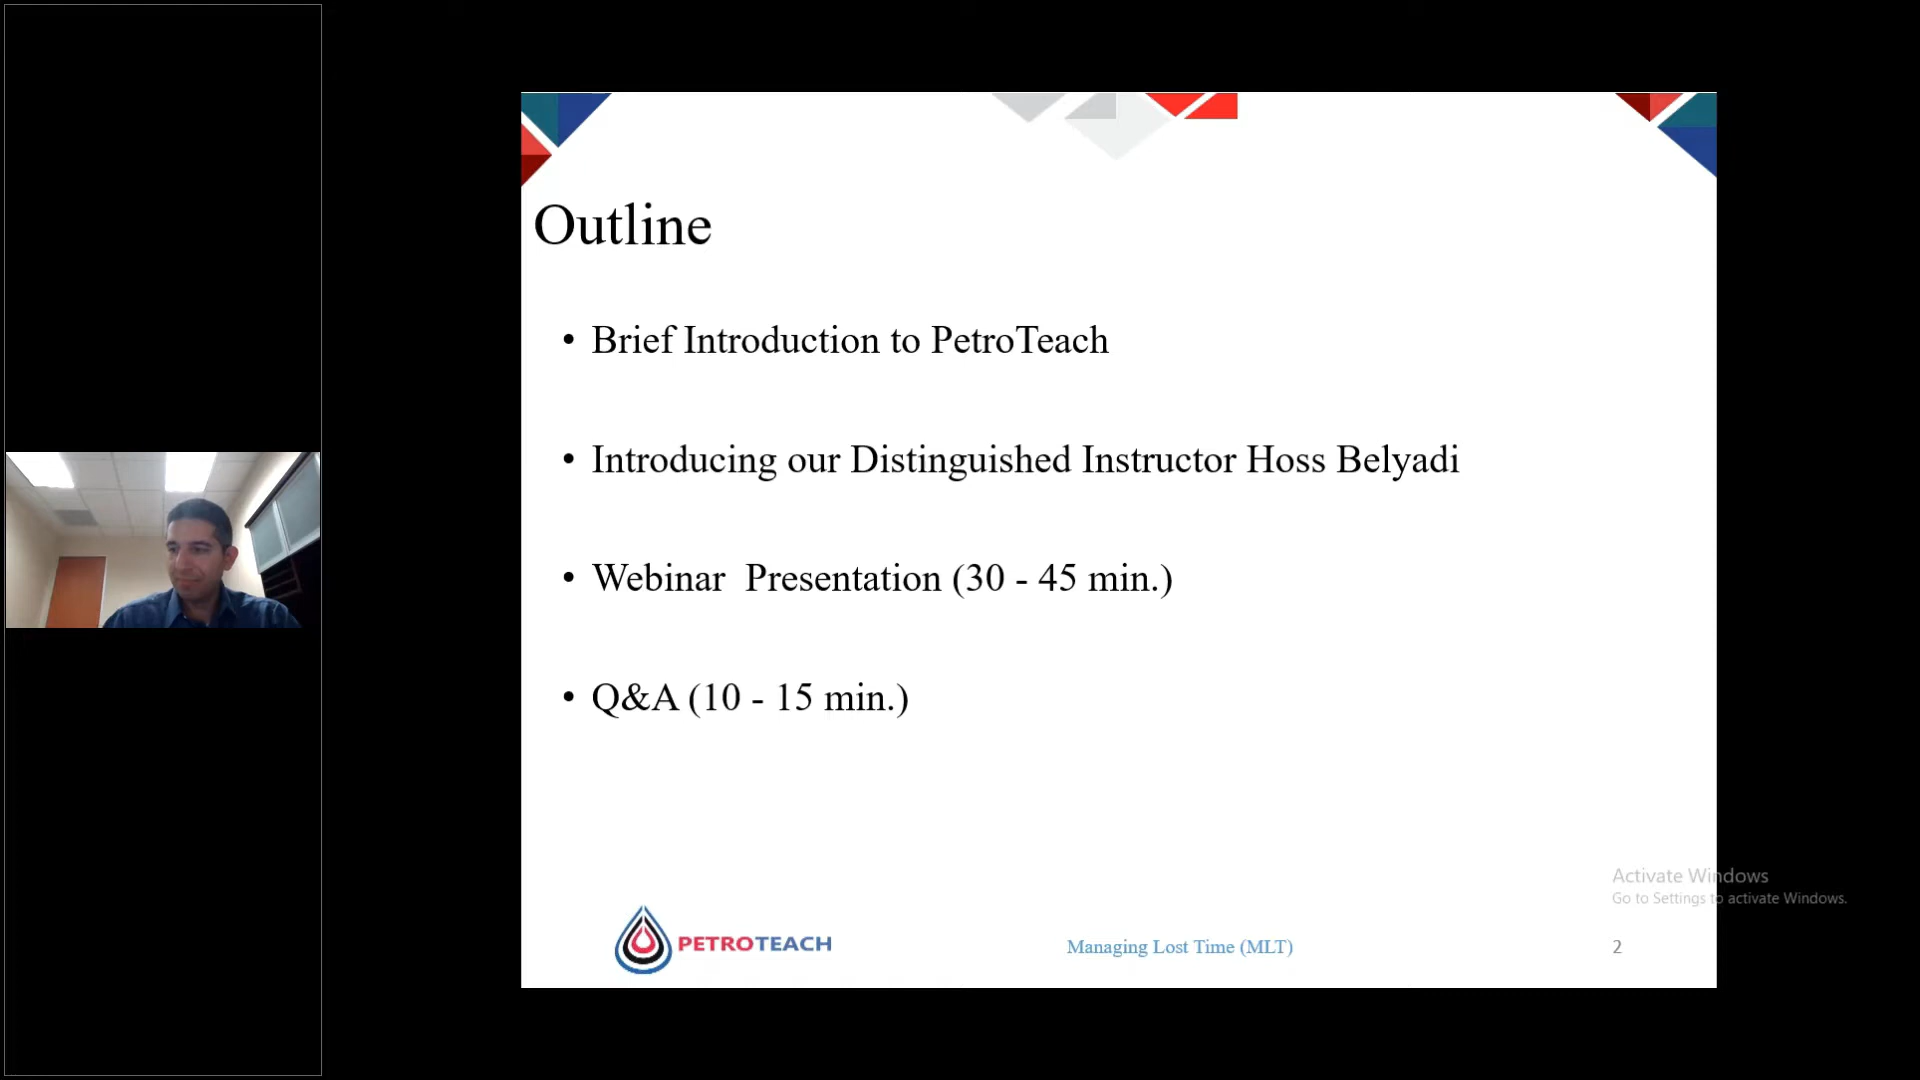 Outline
• Brief Introduction to PetroTeach
• Introducing our Distinguished Instructor Hoss Belyadi
• Webinar  Presentation (30 - 45 min.)
• Q&A (10 - 15 min.)
Activate Windows
Go to Settings to activate Windows.
PETROTEACH
Managing Lost Time (MLT)
2